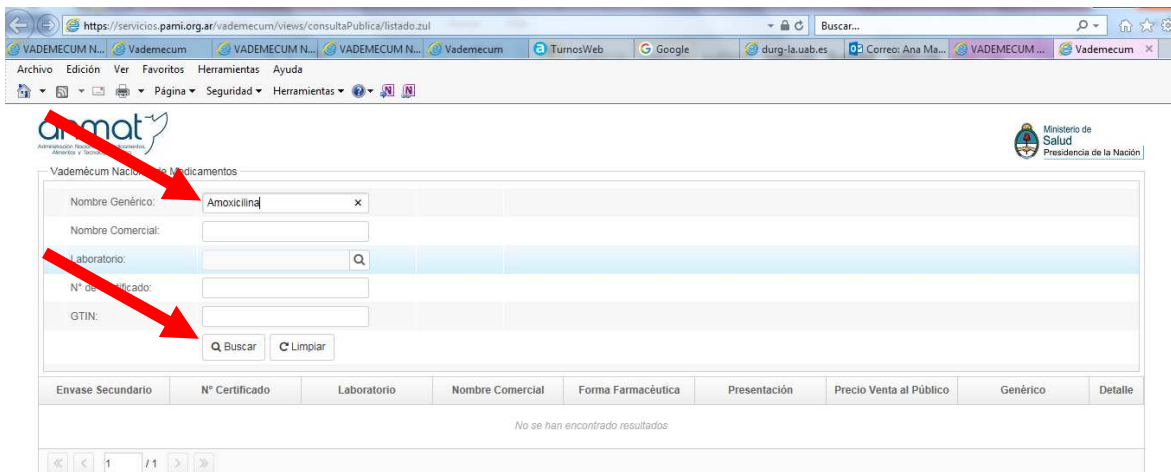 https://servicios.pami.org.ar/vademecum/views/consultaPublica/listado.zul
Buscar...
VADEMECUM N... Vademecum VADEMECUM N... VADEMECUM N... Vademecum TurnosWeb Google durg-la.uab.es Correo: Ana Ma... VADEMECUM ... Vademecum ×
Archivo Edición Ver Favoritos Herramientas Ayuda
Página Seguridad Herramientas
anmat
Ministerio de
Salud
Presidencia de la Nación
Vademécum Nacional de Medicamentos
Nombre Genérico: Amoxicilina ×
Nombre Comercial:
Laboratorio:
N° de Certificado:
GTIN:
Buscar Limpiar
Envase Secundario N° Certificado Laboratorio Nombre Comercial Forma Farmacéutica Presentación Precio Venta al Público Genérico Detalle
No se han encontrado resultados
1 / 1